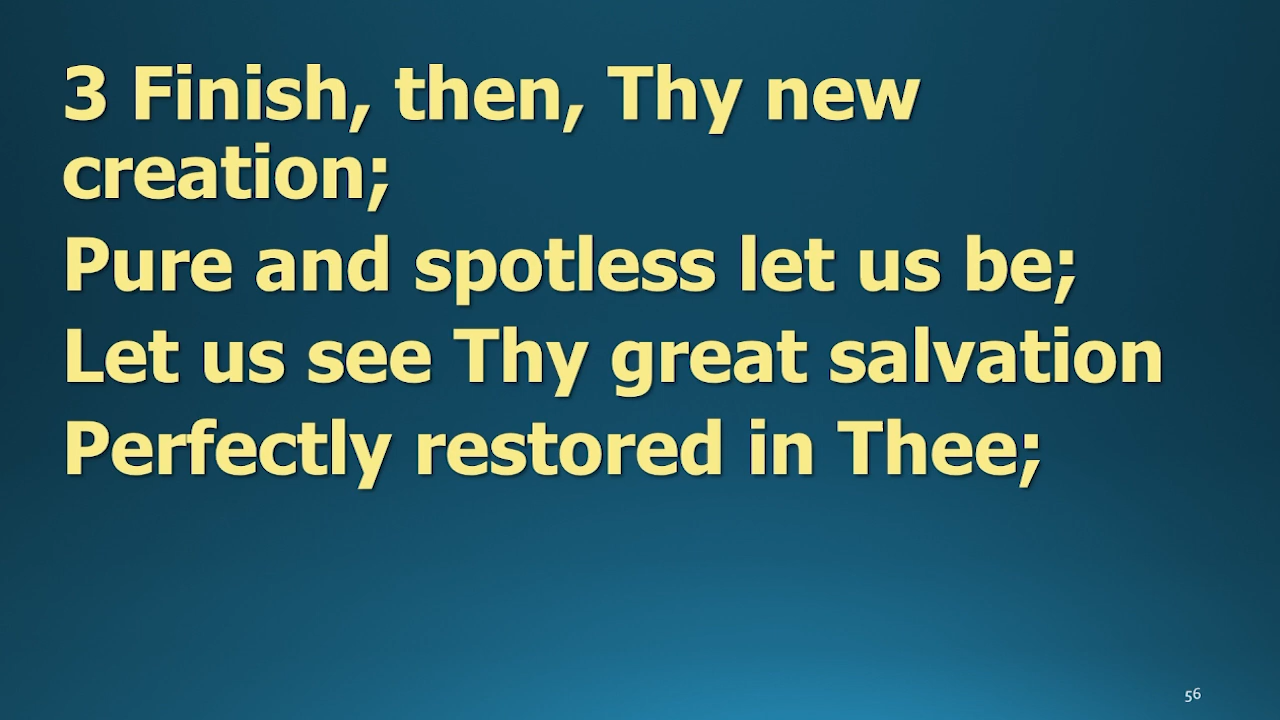 3 Finish, then, Thy new
creation;
Pure and spotless let us be;
Let us see Thy great salvation
Perfectly restored in Thee;
56